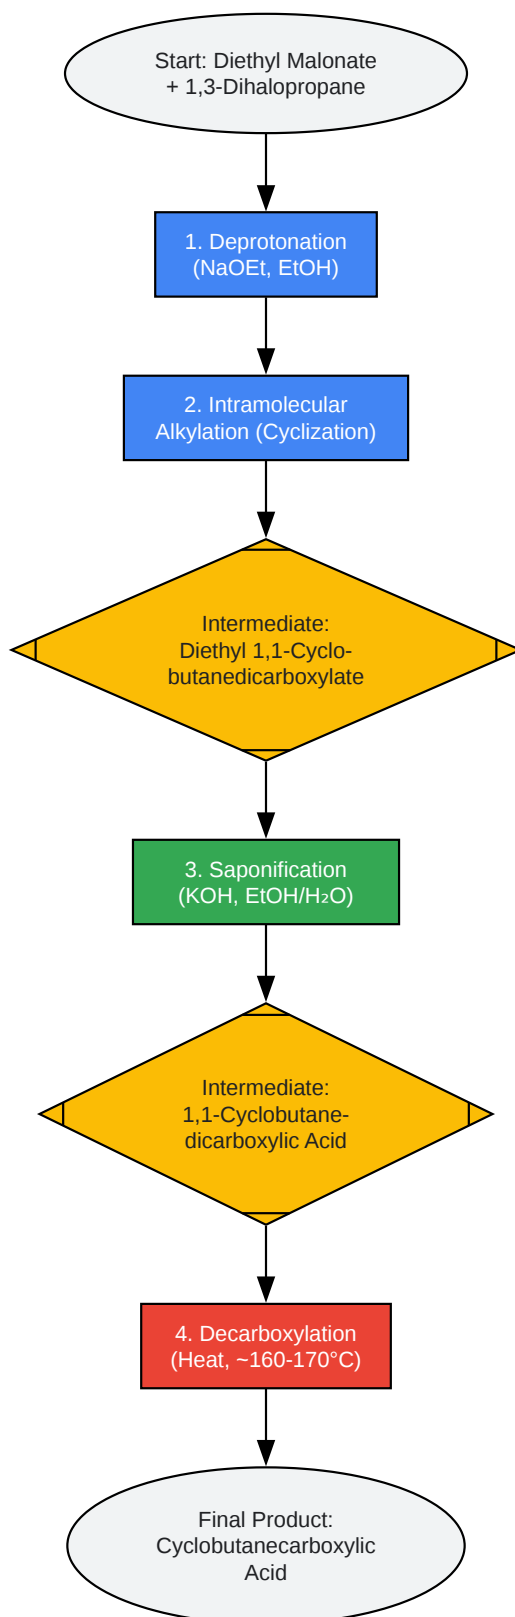 Start: Diethyl Malonate
+ 1,3-Dihalopropane
1. Deprotonation
(NaOEt, EtOH)
2. Intramolecular
Alkylation (Cyclization)
Intermediate:
Diethyl 1,1-Cyclo-
butanedicarboxylate
3. Saponification
(KOH, EtOH/H₂O)
Intermediate:
1,1-Cyclobutane-
dicarboxylic Acid
4. Decarboxylation
(Heat, ~160-170°C)
Final Product:
Cyclobutanecarboxylic
Acid